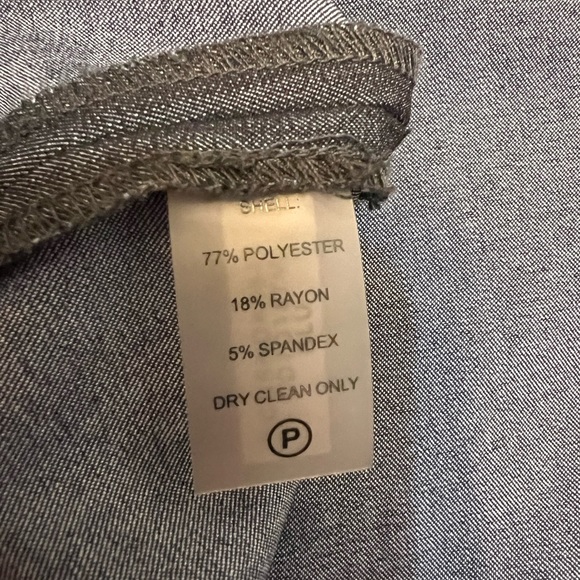 SHELL:
77% POLYESTER
18% RAYON
5% SPANDEX
DRY CLEAN ONLY
P